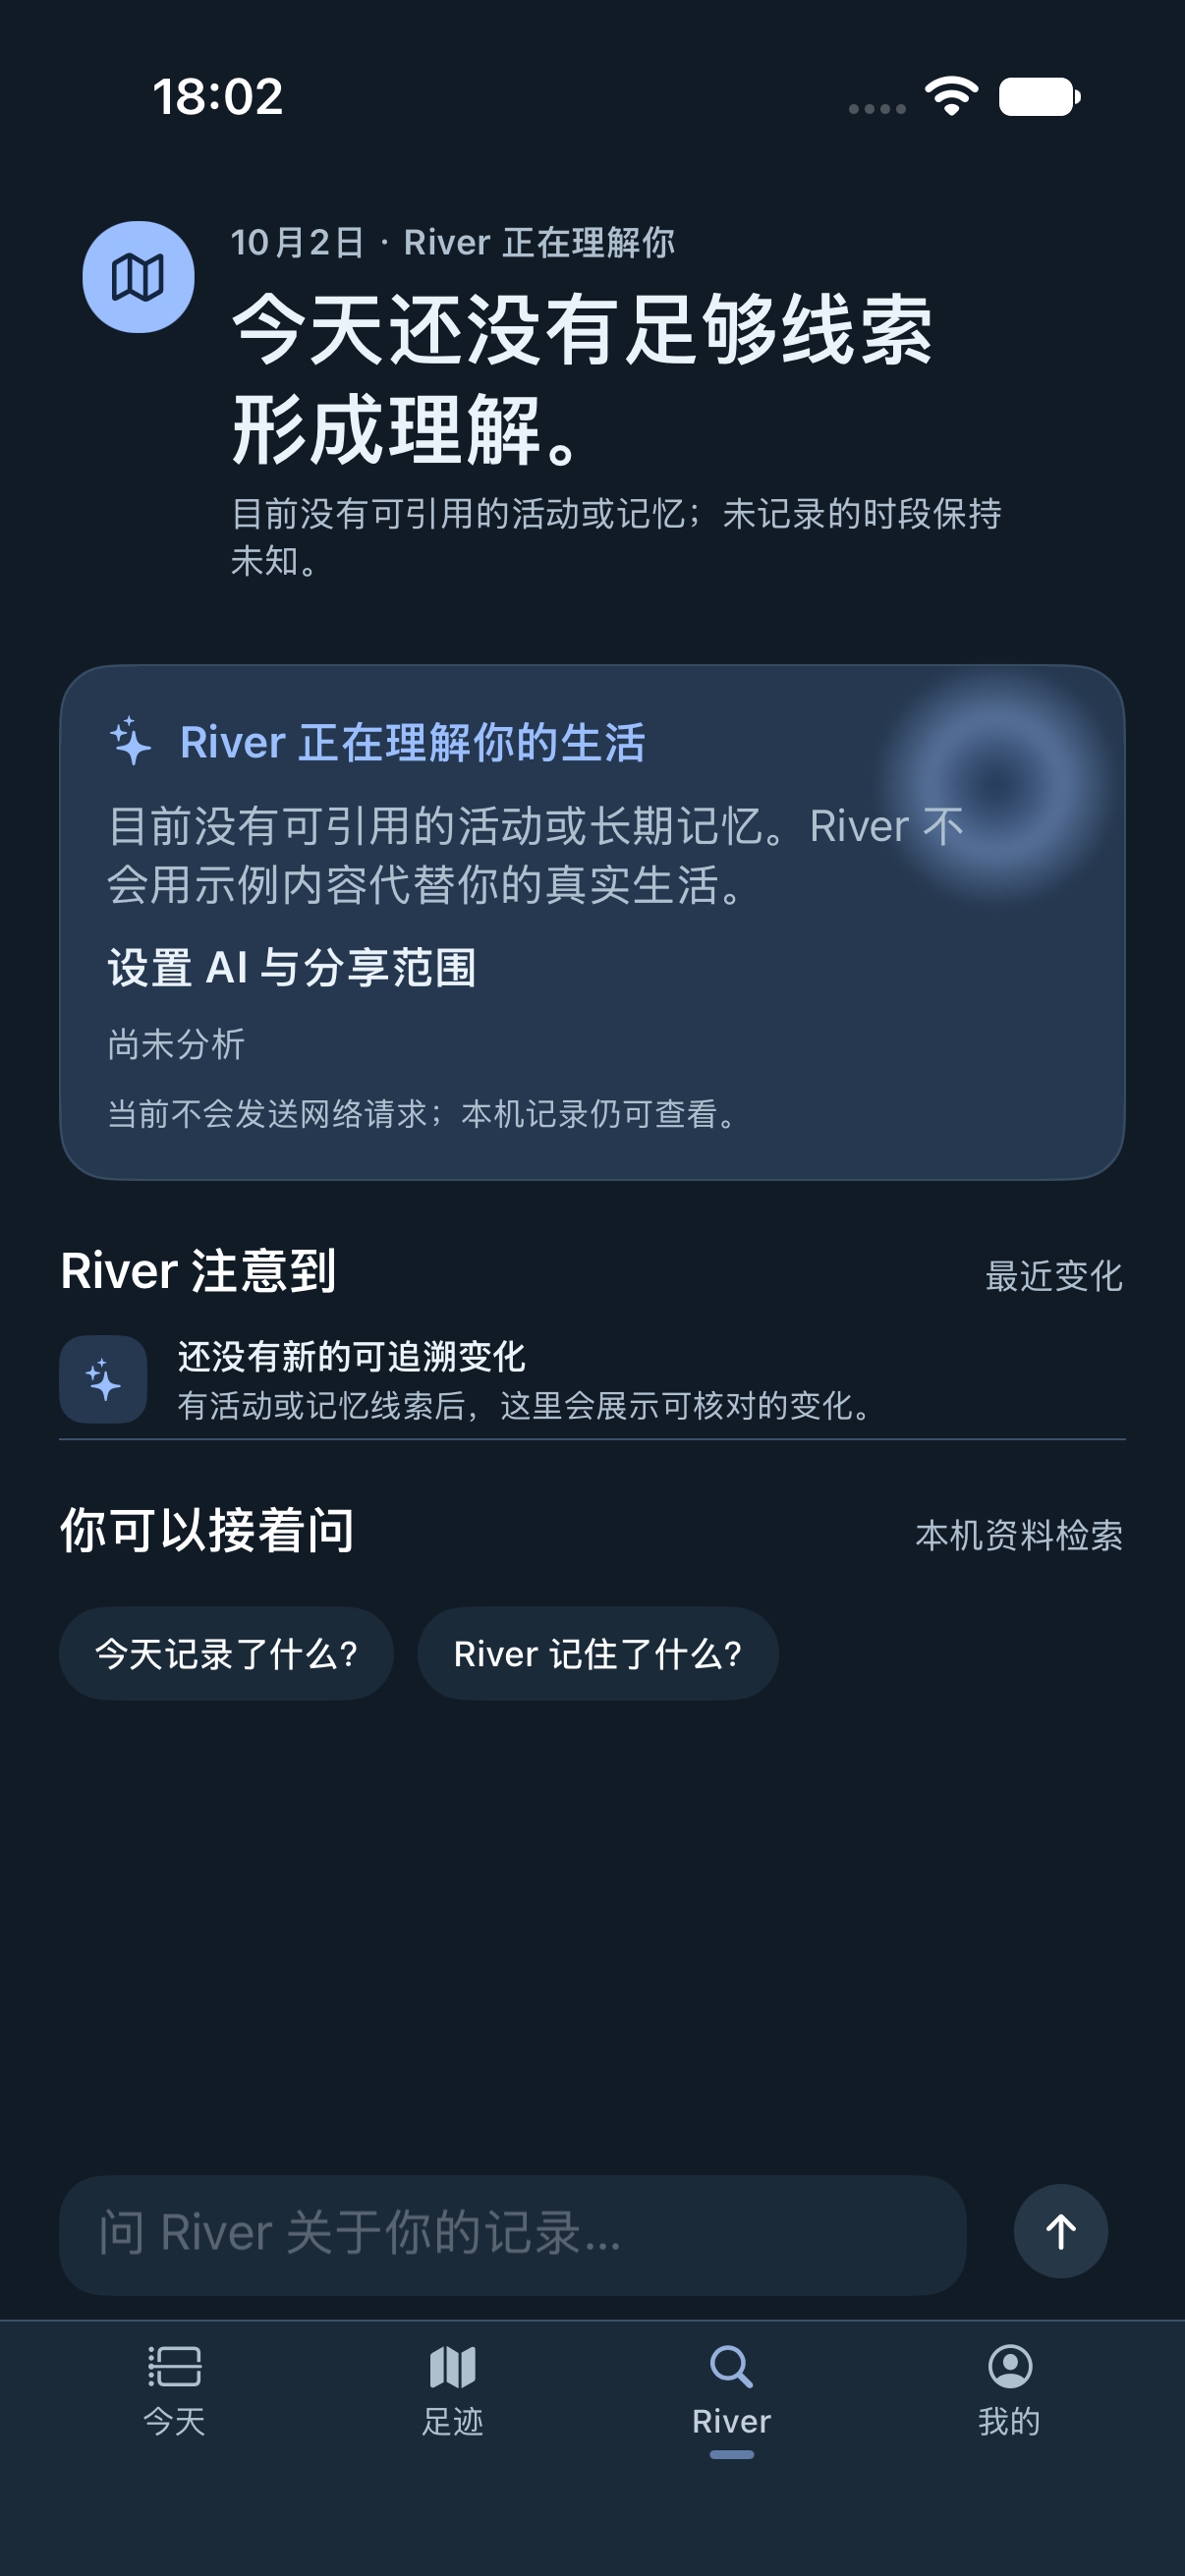 18:02
10月2日 · River 正在理解你
今天还没有足够线索
形成理解。
目前没有可引用的活动或记忆；未记录的时段保持
未知。
River 正在理解你的生活
目前没有可引用的活动或长期记忆。River 不
会用示例内容代替你的真实生活。
设置 AI 与分享范围
尚未分析
当前不会发送网络请求；本机记录仍可查看。
River 注意到
最近变化
还没有新的可追溯变化
有活动或记忆线索后，这里会展示可核对的变化。
你可以接着问
本机资料检索
今天记录了什么?
River 记住了什么?
问 River 关于你的记录...
今天
足迹
River
我的